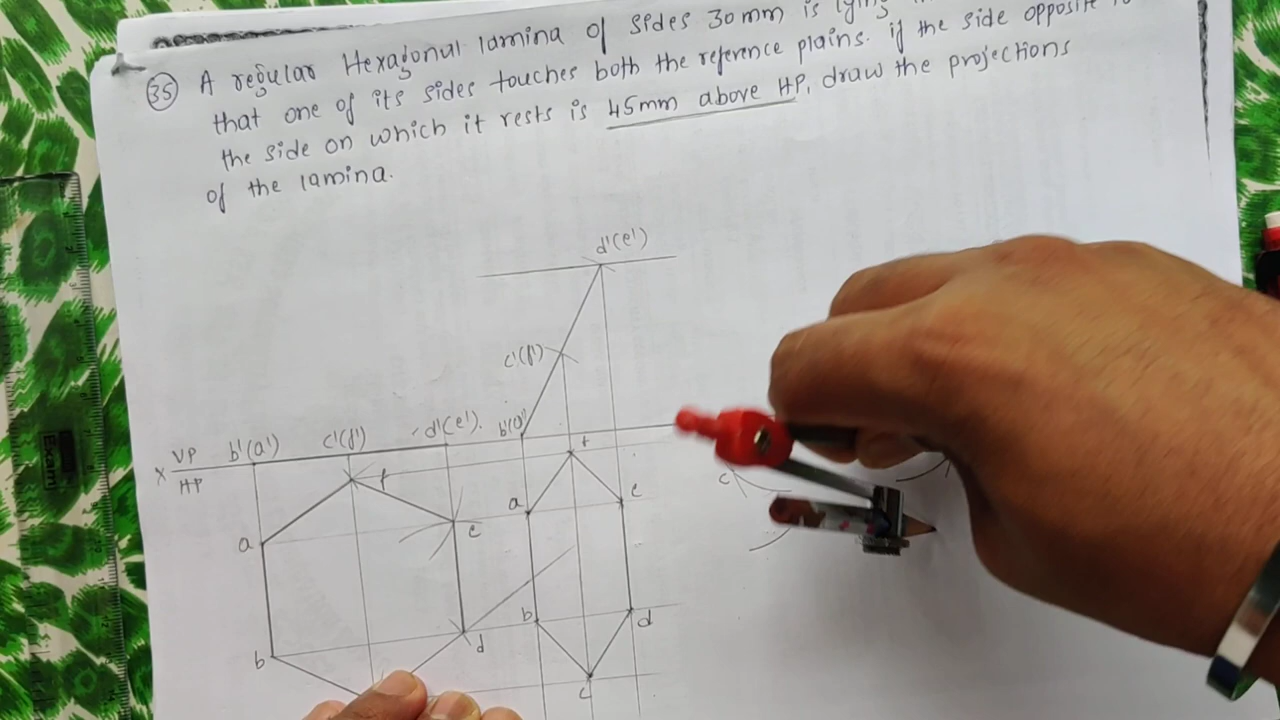 35 A regular Hexagonal lamina of sides 30mm is lying
that one of its sides touches both the reference plains. if the side opposite
the side on which it rests is 45mm above HP, draw the projections
of the lamina.
d'(e')
c'(f')
X VP b'(a') c'(f') d'(e') b'(a')
HP
f f
a e a e
b d b d
c
c
Exam